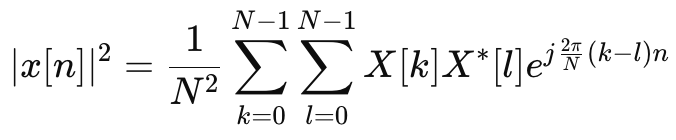 |x[n]|² = \frac{1}{N^2} \sum_{k=0}^{N-1} \sum_{l=0}^{N-1} X[k]X^*[l]e^{j\frac{2\pi}{N}(k-l)n}